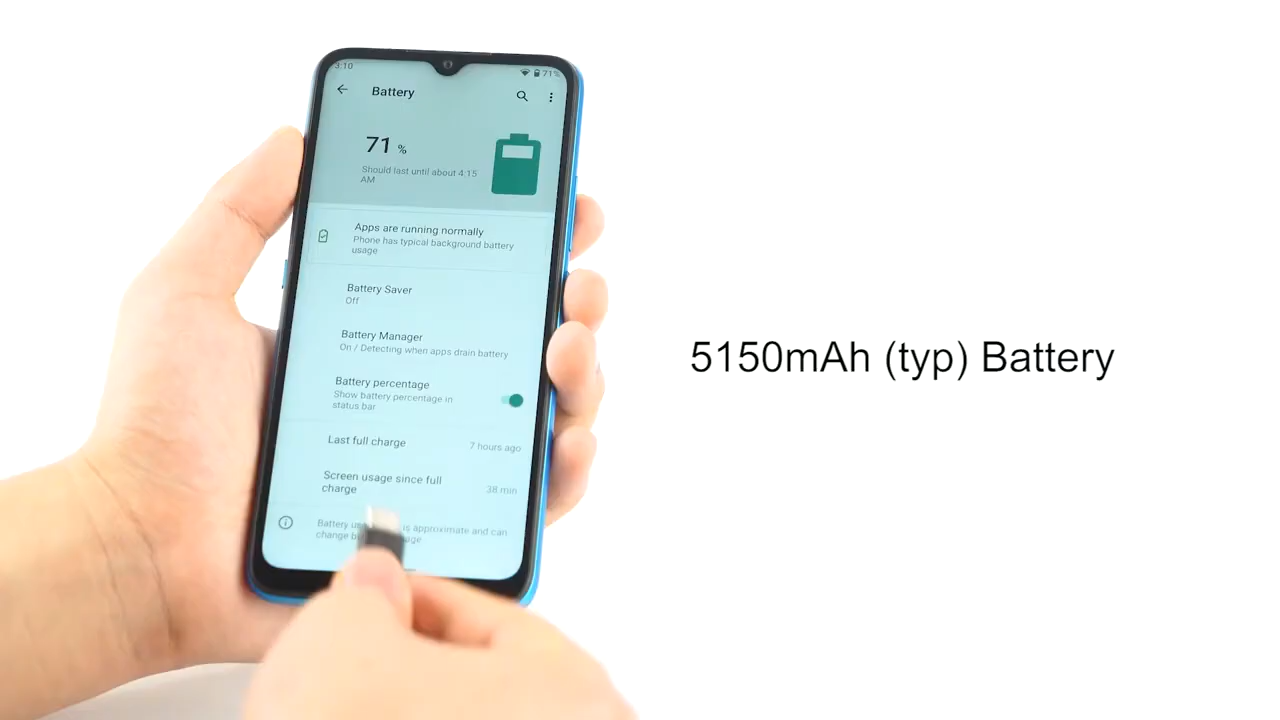 3:10
71%
Battery
71 %
Should last until about 4:15
AM
Apps are running normally
Phone has typical background battery
usage
Battery Saver
Off
Battery Manager
On / Detecting when apps drain battery
Battery percentage
Show battery percentage in
status bar
Last full charge
7 hours ago
Screen usage since full
charge
38 min
Battery is approximate and can
change
5150mAh (typ) Battery